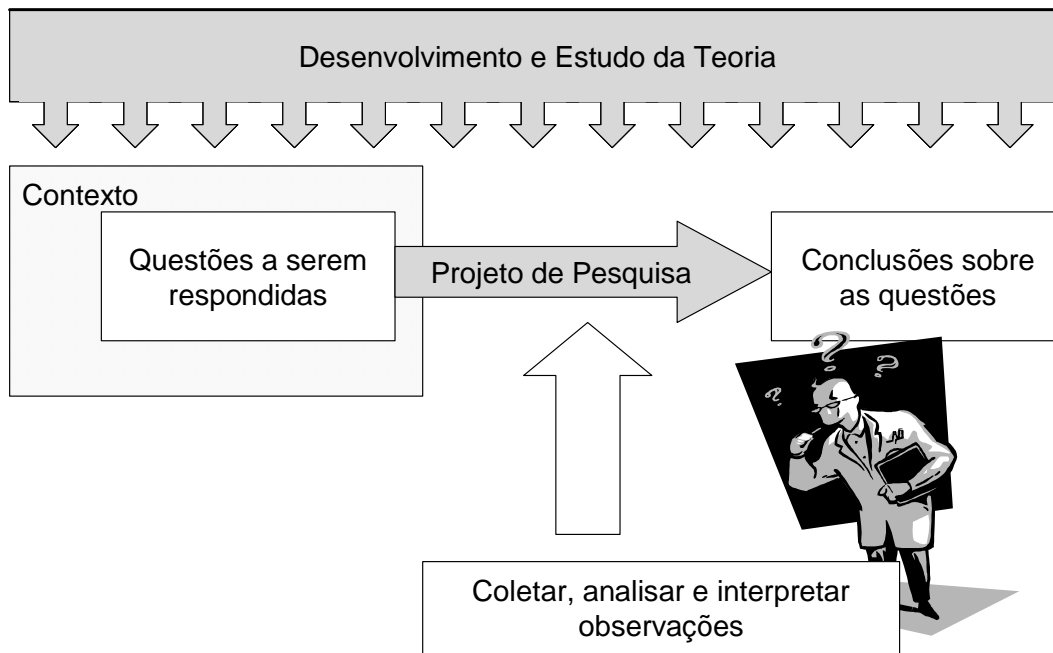 Desenvolvimento e Estudo da Teoria
Contexto
Questões a serem
respondidas
Projeto de Pesquisa
Conclusões sobre
as questões
? ? ?
Coletar, analisar e interpretar
observações